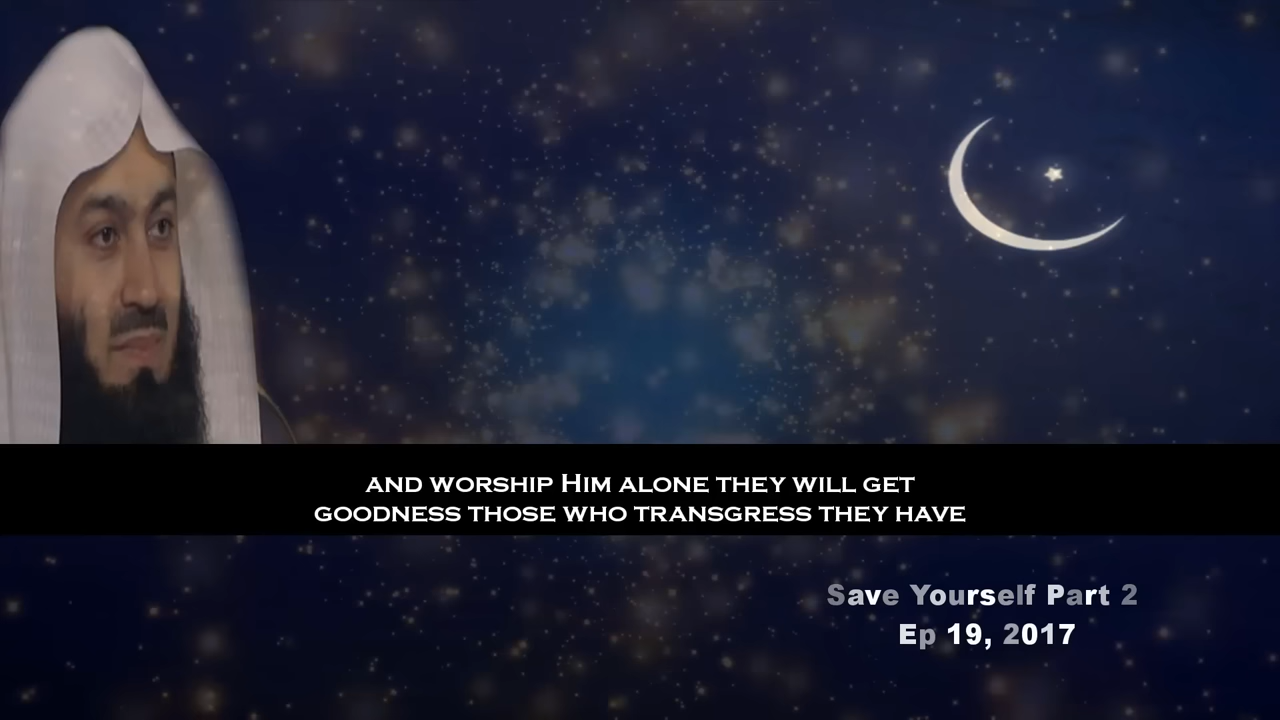 AND WORSHIP HIM ALONE THEY WILL GET
GOODNESS THOSE WHO TRANSGRESS THEY HAVE
Save Yourself Part 2
Ep 19, 2017